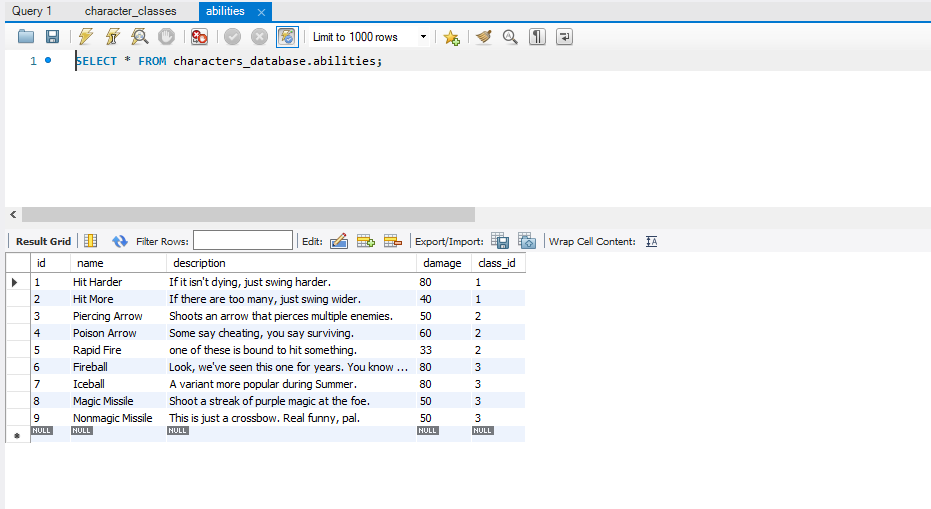 Query 1 character_classes abilities
Limit to 1000 rows
1 SELECT * FROM characters_database.abilities;
Result Grid Filter Rows: Edit: Export/Import: Wrap Cell Content:
id name description damage class_id
1 Hit Harder If it isn't dying, just swing harder. 80 1
2 Hit More If there are too many, just swing wider. 40 1
3 Piercing Arrow Shoots an arrow that pierces multiple enemies. 50 2
4 Poison Arrow Some say cheating, you say surviving. 60 2
5 Rapid Fire one of these is bound to hit something. 33 2
6 Fireball Look, we've seen this one for years. You know ... 80 3
7 Iceball A variant more popular during Summer. 80 3
8 Magic Missile Shoot a streak of purple magic at the foe. 50 3
9 Nonmagic Missile This is just a crossbow. Real funny, pal. 50 3
NULL NULL NULL NULL NULL